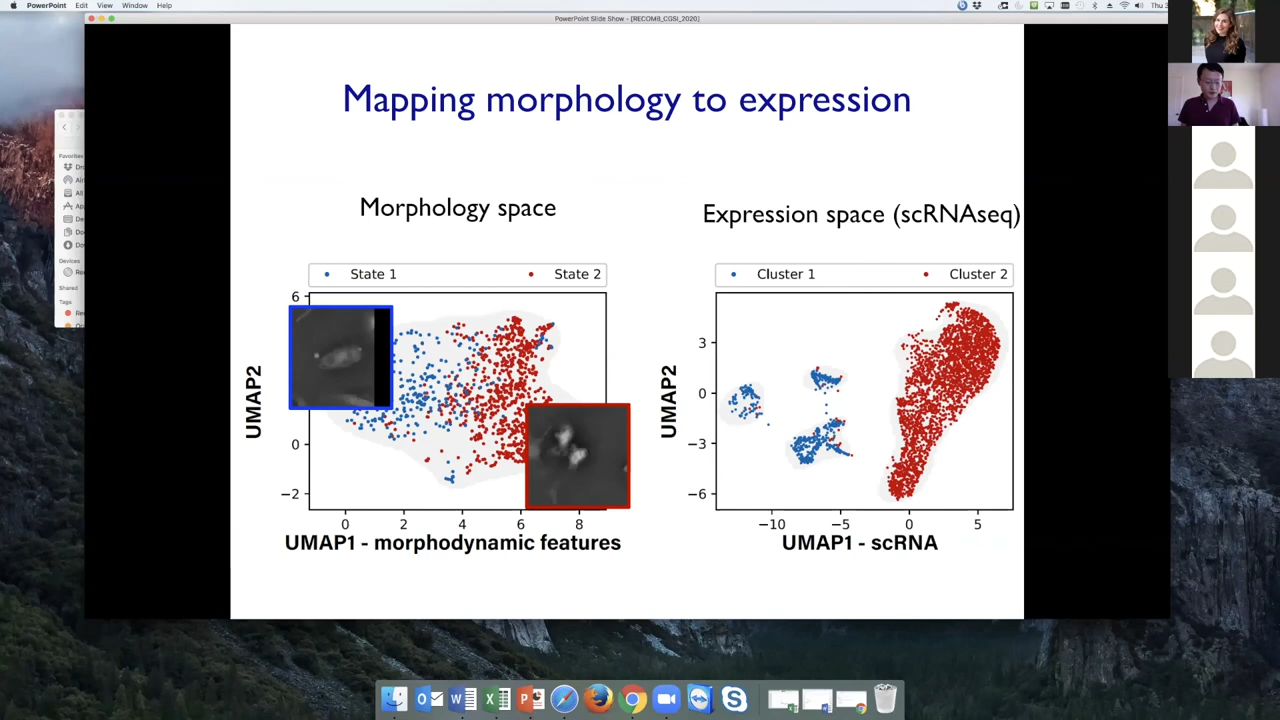 PowerPoint Edit View Window Help
Thu
PowerPoint Slide Show - [RECOMB_CGSI_2020]
Favorites
All
Devices
Shared
Tags
Mapping morphology to expression
Morphology space
State 1 State 2
6
0
−2
UMAP2
0 2 4 6 8
UMAP1 - morphodynamic features
Expression space (scRNAseq)
Cluster 1 Cluster 2
3
0
−3
−6
UMAP2
−10 −5 0 5
UMAP1 - scRNA